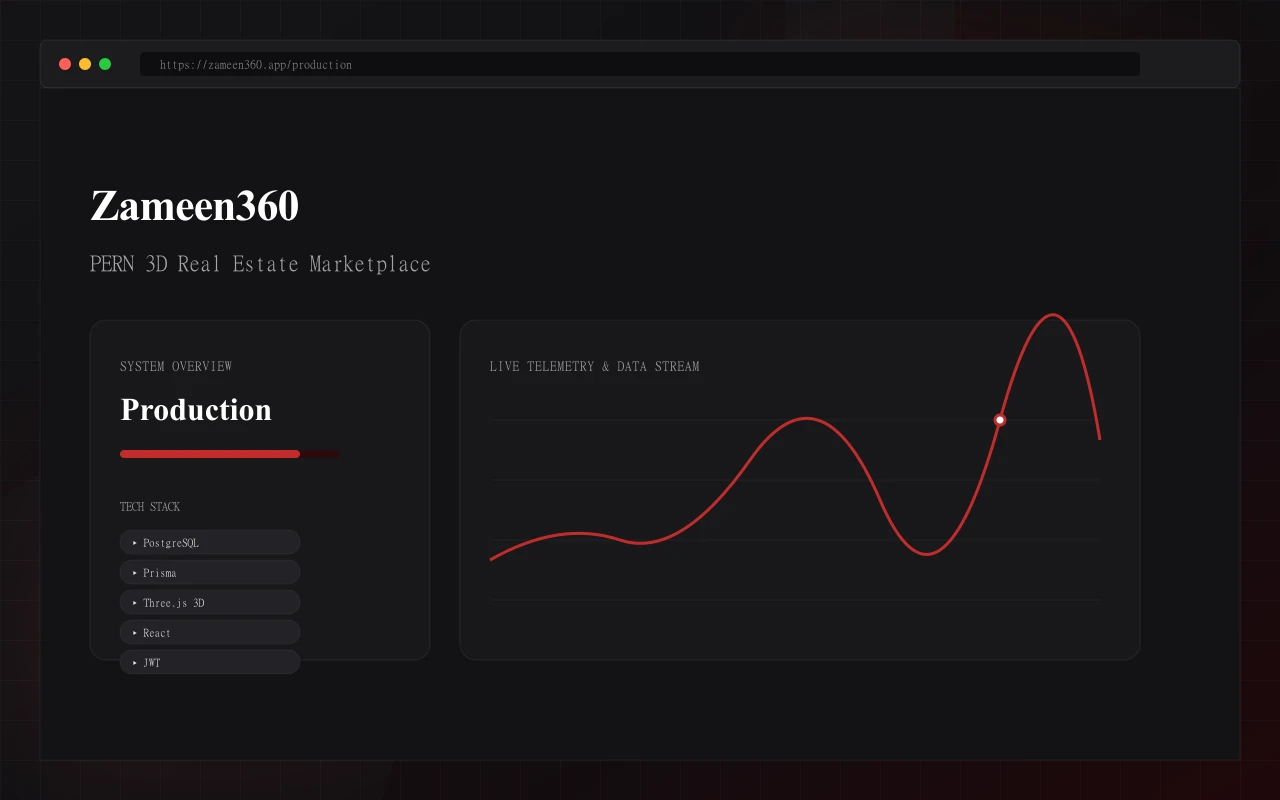 https://zameen360.app/production
Zameen360
PERN 3D Real Estate Marketplace
SYSTEM OVERVIEW
Production
TECH STACK
▸ PostgreSQL
▸ Prisma
▸ Three.js 3D
▸ React
▸ JWT
LIVE TELEMETRY & DATA STREAM